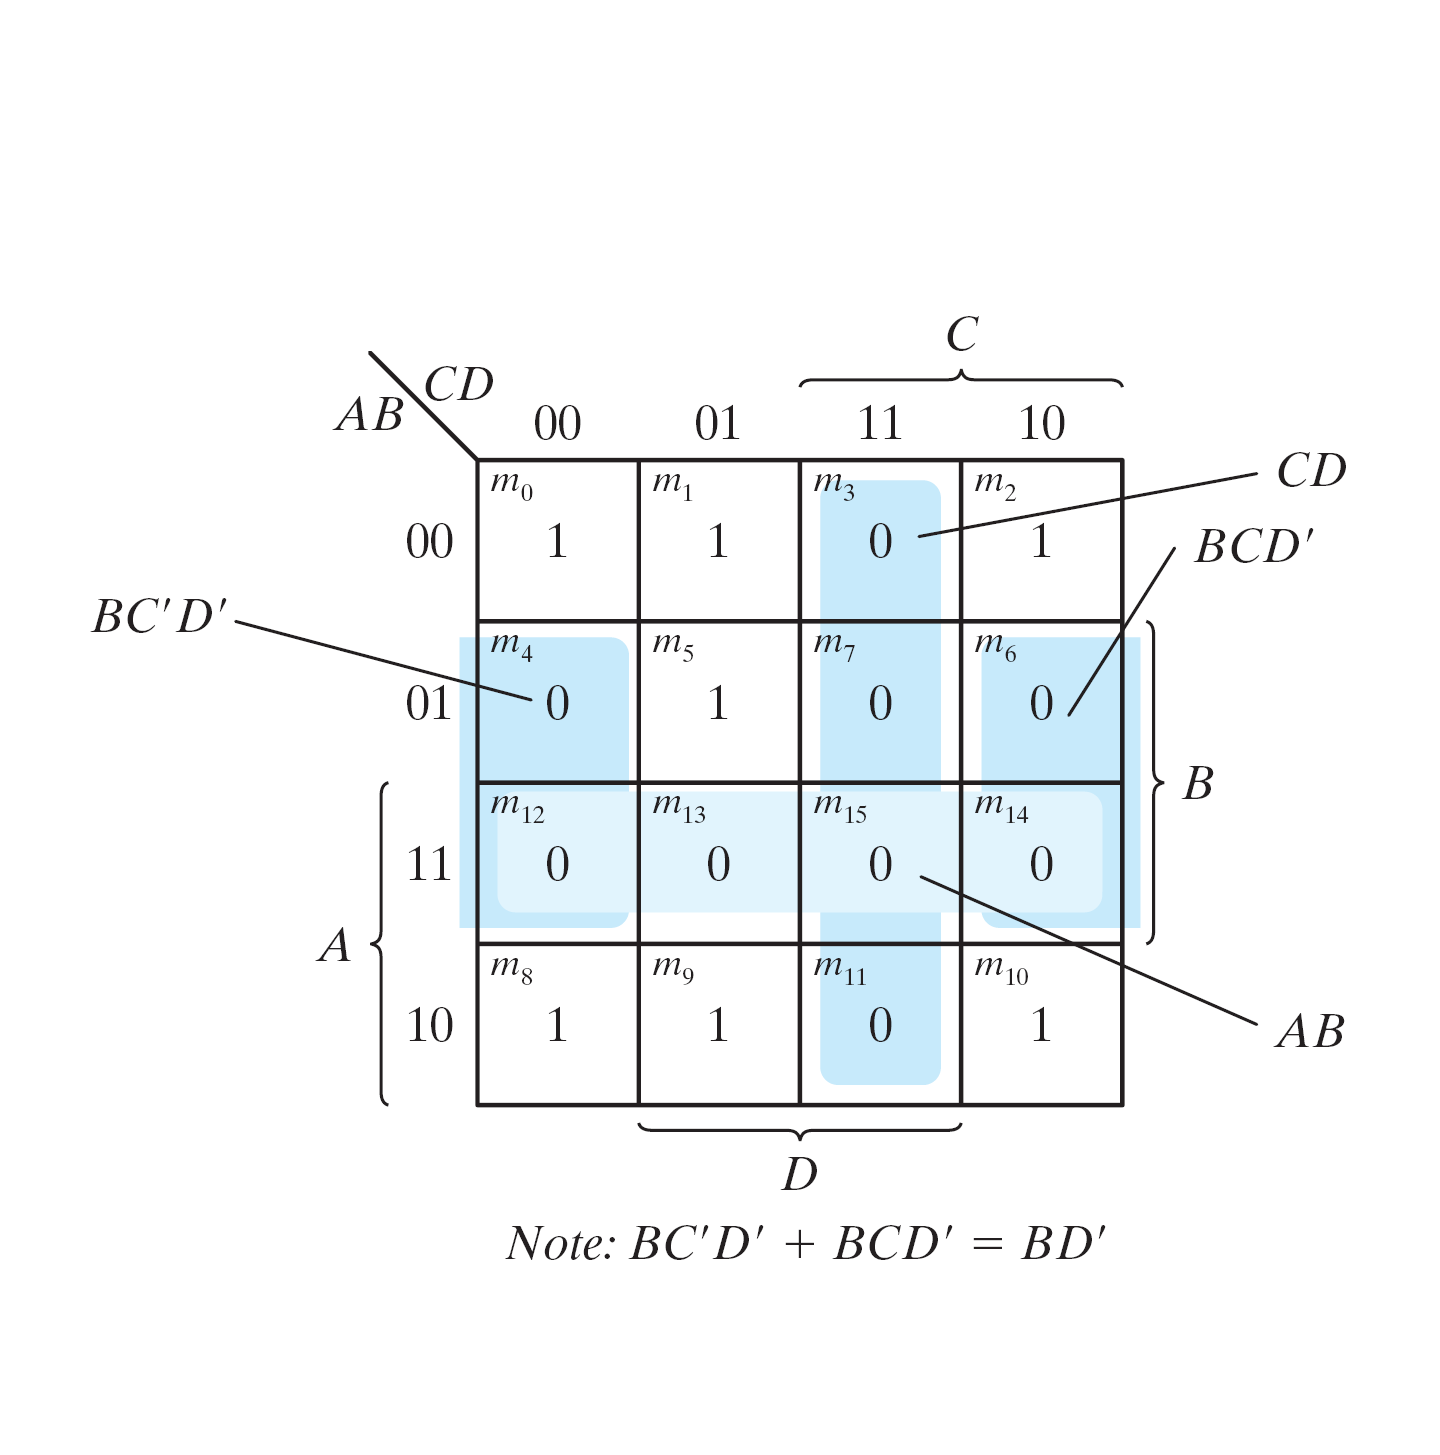 C
CD
AB
00 01 11 10
CD
m0 m1 m3 m2
00 1 1 0 1
BCD′
BC′D′
m4 m5 m7 m6
01 0 1 0 0
B
m12 m13 m15 m14
11 0 0 0 0
A
m8 m9 m11 m10
10 1 1 0 1
AB
D
Note: BC′D′ + BCD′ = BD′